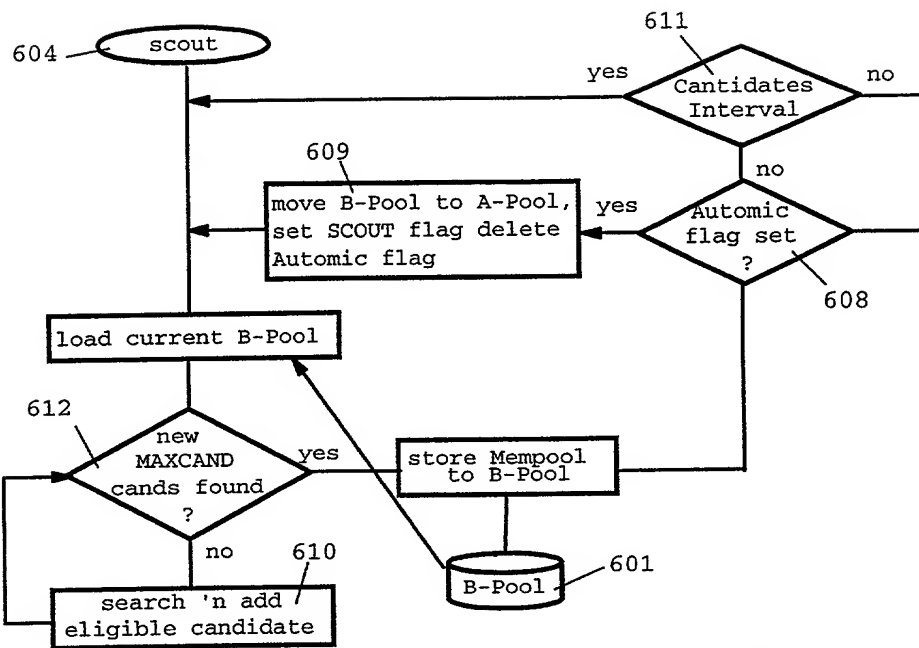 611
604
scout
yes
no
Cantidates
Interval
609
no
move B-Pool to A-Pool,
set SCOUT flag delete
Automic flag
yes
Automic
flag set
?
608
load current B-Pool
612
new
MAXCAND
cands found
?
yes
store Mempool
to B-Pool
no
610
601
B-Pool
search 'n add
eligible candidate